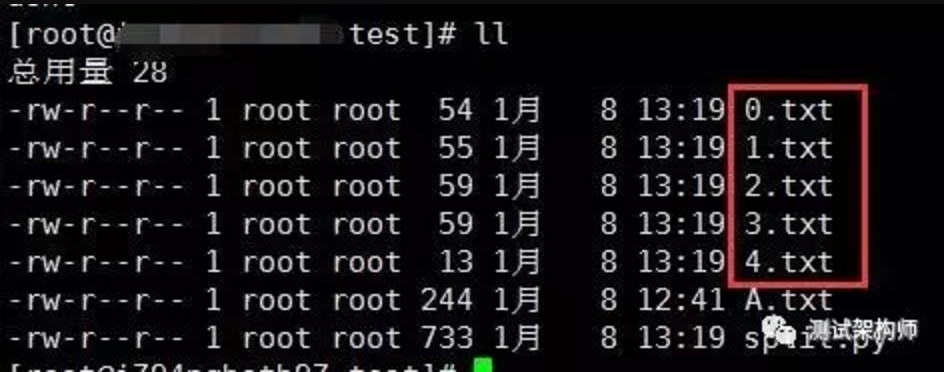 [root@ test]# ll
总用量 28
-rw-r--r-- 1 root root 54 1月 8 13:19 0.txt
-rw-r--r-- 1 root root 55 1月 8 13:19 1.txt
-rw-r--r-- 1 root root 59 1月 8 13:19 2.txt
-rw-r--r-- 1 root root 59 1月 8 13:19 3.txt
-rw-r--r-- 1 root root 13 1月 8 13:19 4.txt
-rw-r--r-- 1 root root 244 1月 8 12:41 A.txt
-rw-r--r-- 1 root root 733 1月 8 13:19 split.py
测试架构师
test]#